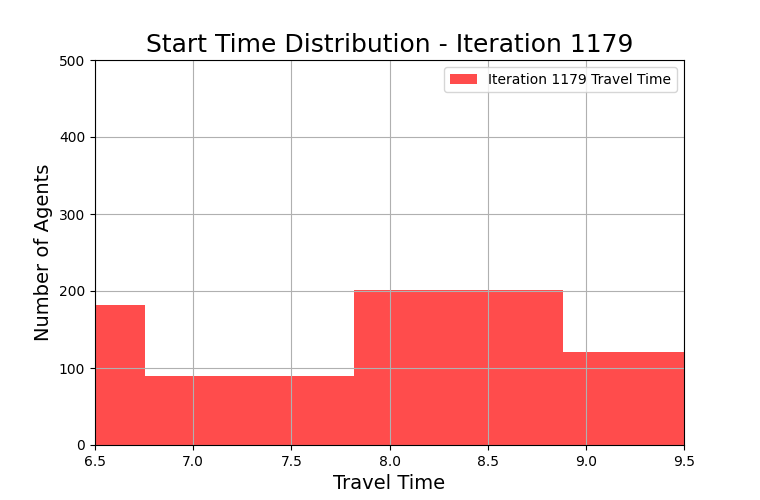 Start Time Distribution - Iteration 1179
Iteration 1179 Travel Time
Number of Agents
500
400
300
200
100
0
6.5 7.0 7.5 8.0 8.5 9.0 9.5
Travel Time